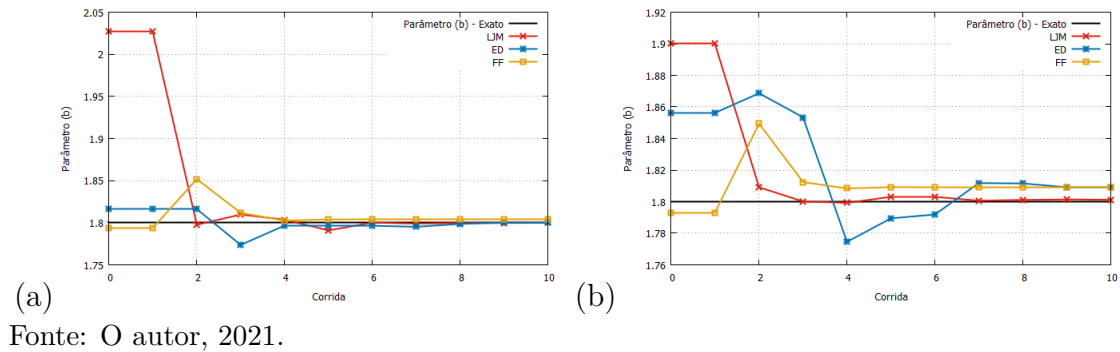 2.05
2
1.95
1.9
1.85
1.8
1.75
Parâmetro (b)
Parâmetro (b) - Exato
LJM
ED
FF
0
2
4
6
8
10
Corrida
(a)
1.92
1.9
1.88
1.86
1.84
1.82
1.8
1.78
1.76
Parâmetro (b)
Parâmetro (b) - Exato
LJM
ED
FF
0
2
4
6
8
10
Corrida
(b)
Fonte: O autor, 2021.